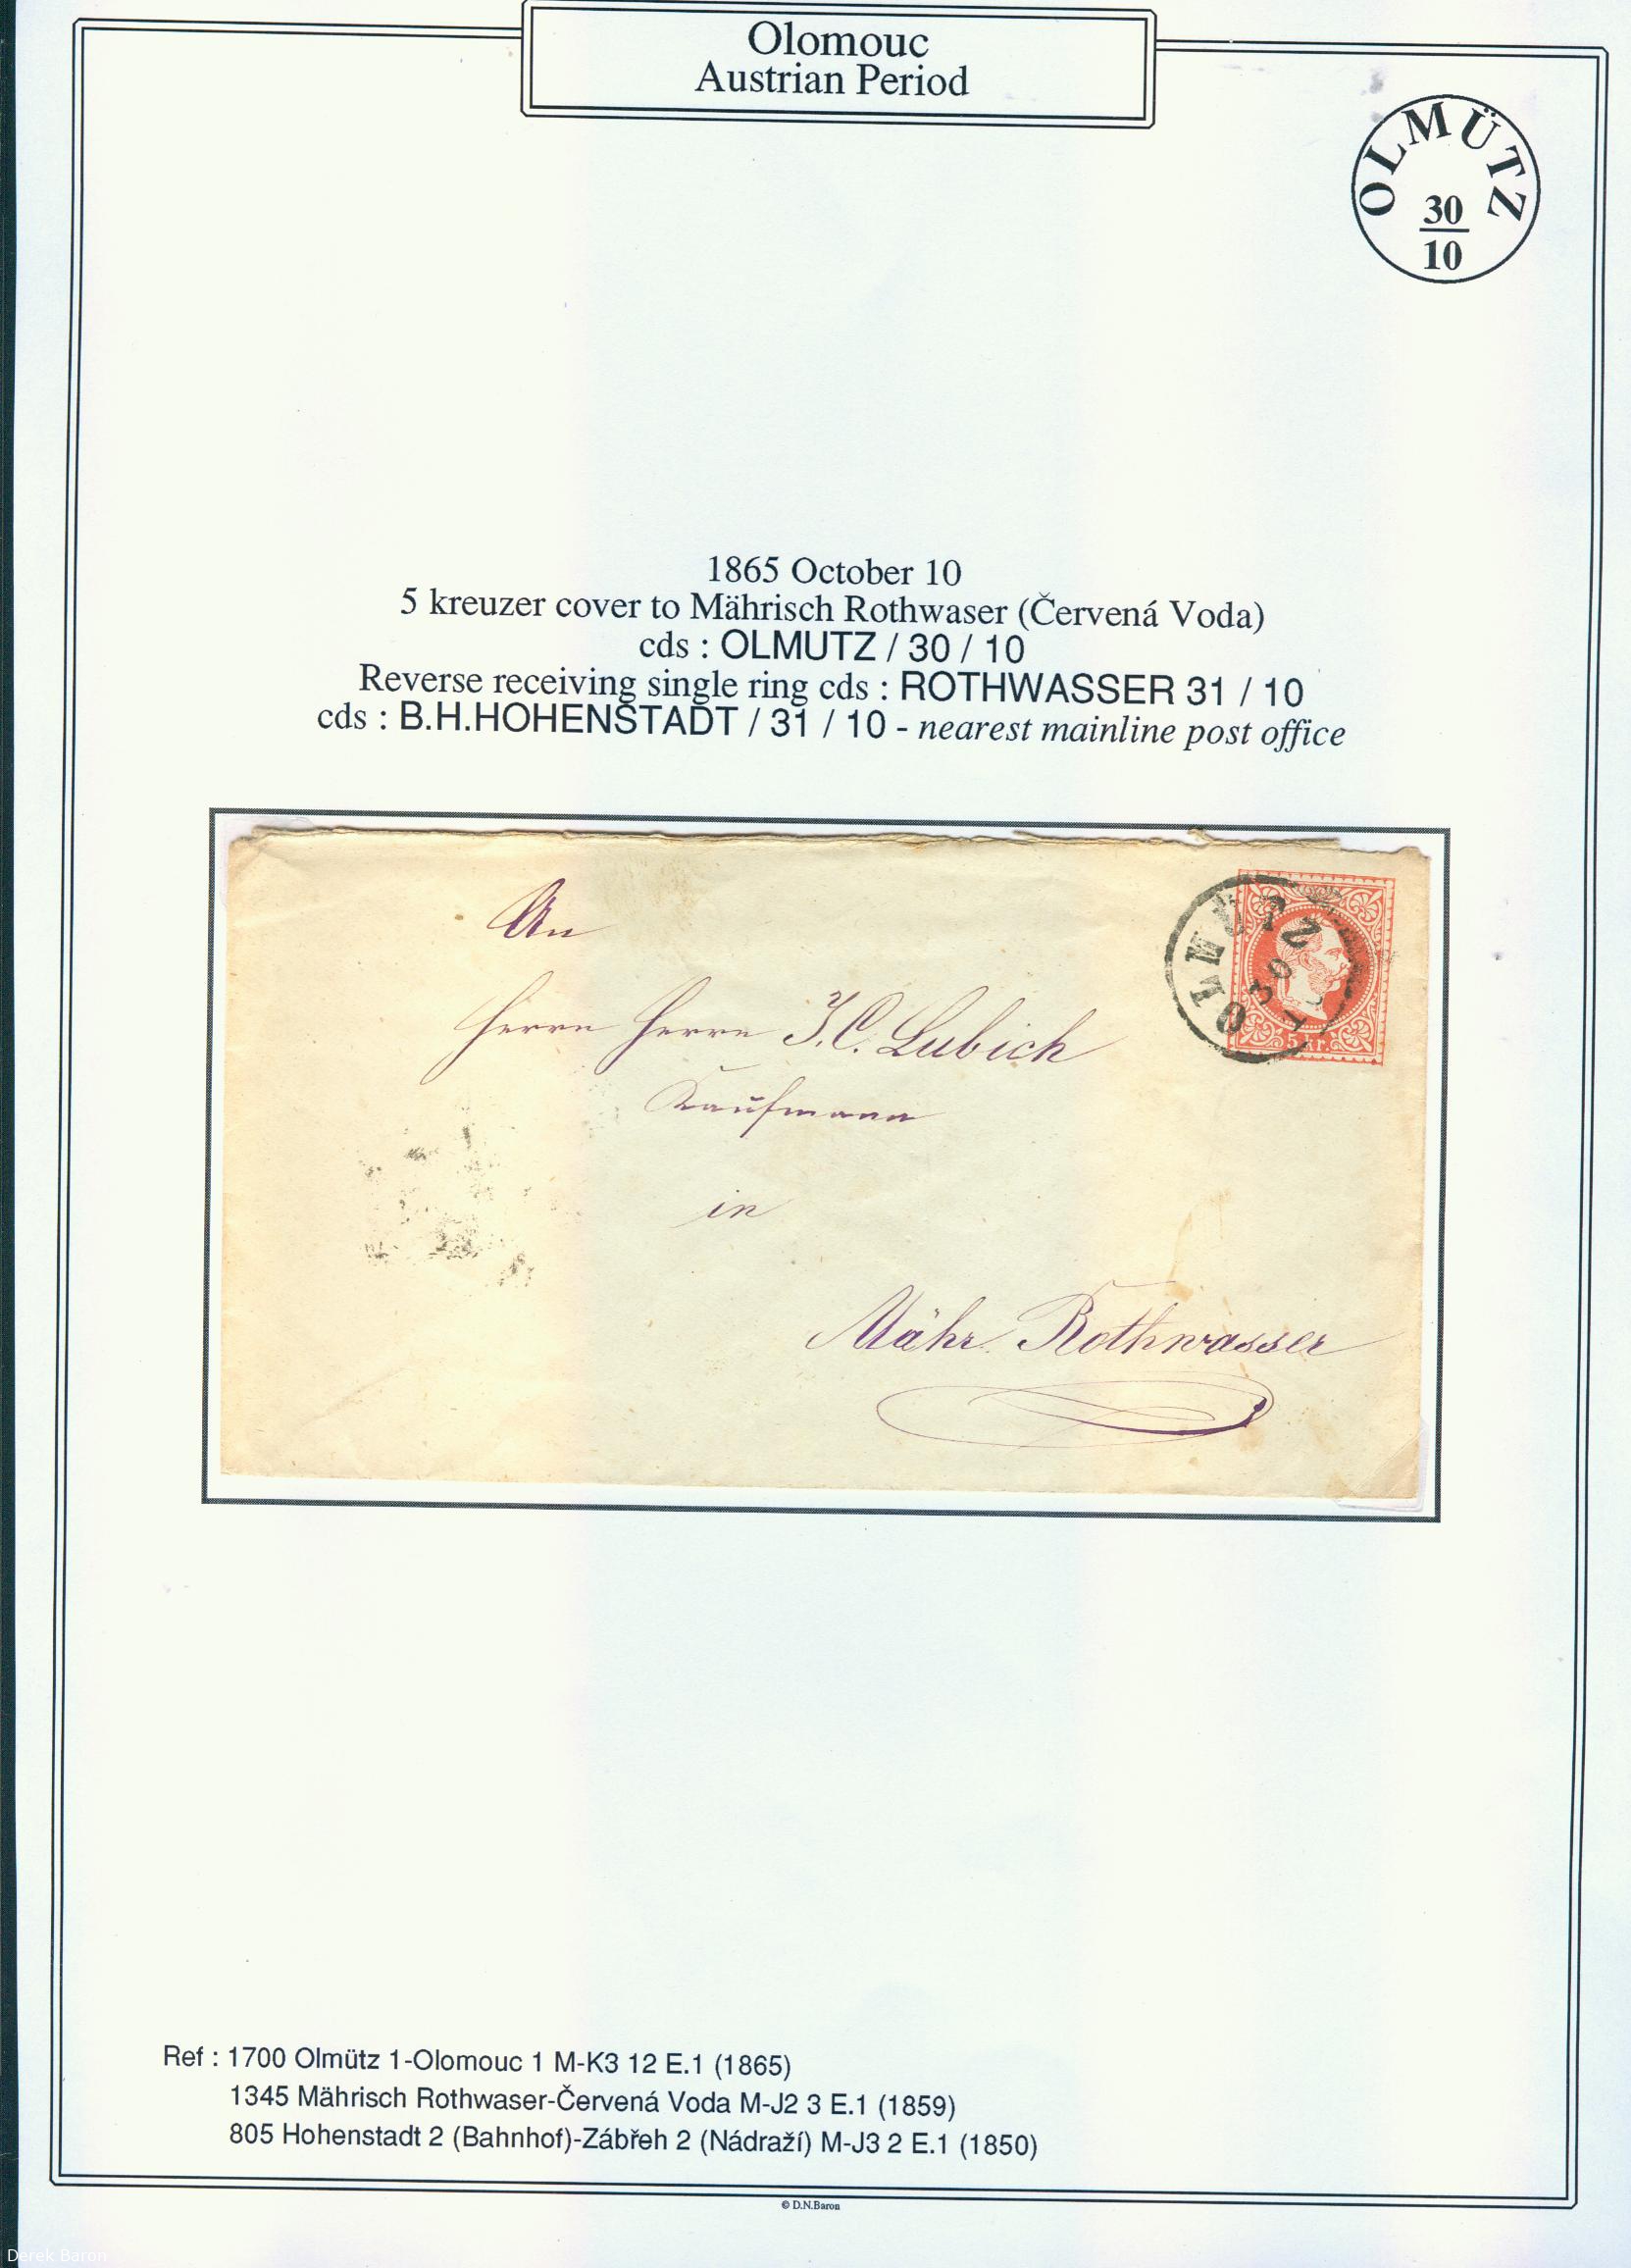 Olomouc
Austrian Period
OLMÜTZ
30
10
1865 October 10
5 kreuzer cover to Mährisch Rothwaser (Červená Voda)
cds : OLMUTZ / 30 / 10
Reverse receiving single ring cds : ROTHWASSER 31 / 10
cds : B.H.HOHENSTADT / 31 / 10 - nearest mainline post office
OLMÜTZ
30
5 kr.
An
Herrn Herrn J. C. Lubich
Kaufmann
in
Mähr. Rothwasser
Ref : 1700 Olmütz 1-Olomouc 1 M-K3 12 E.1 (1865)
1345 Mährisch Rothwaser-Červená Voda M-J2 3 E.1 (1859)
805 Hohenstadt 2 (Bahnhof)-Zábřeh 2 (Nádraží) M-J3 2 E.1 (1850)
© D.N.Baron
Derek Baron